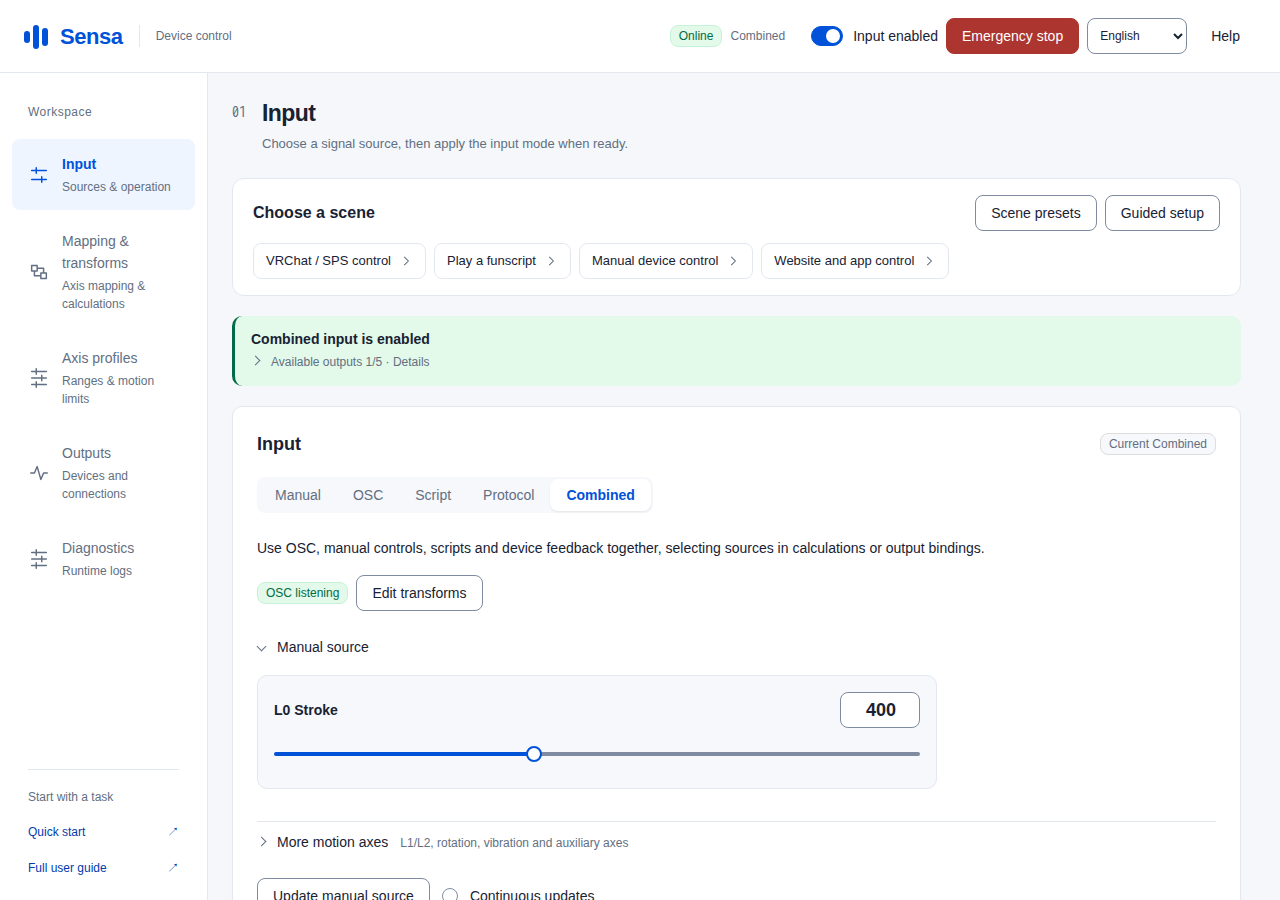 Sensa
Device control
Online
Combined
Input enabled
Emergency stop
English
Help
Workspace
Input
Sources & operation
Mapping &
transforms
Axis mapping &
calculations
Axis profiles
Ranges & motion
limits
Outputs
Devices and
connections
Diagnostics
Runtime logs
Start with a task
Quick start
Full user guide
01
Input
Choose a signal source, then apply the input mode when ready.
Choose a scene
Scene presets
Guided setup
VRChat / SPS control
Play a funscript
Manual device control
Website and app control
Combined input is enabled
Available outputs 1/5 · Details
Input
Current Combined
Manual
OSC
Script
Protocol
Combined
Use OSC, manual controls, scripts and device feedback together, selecting sources in calculations or output bindings.
OSC listening
Edit transforms
Manual source
L0 Stroke
400
More motion axes
L1/L2, rotation, vibration and auxiliary axes
Update manual source
Continuous updates